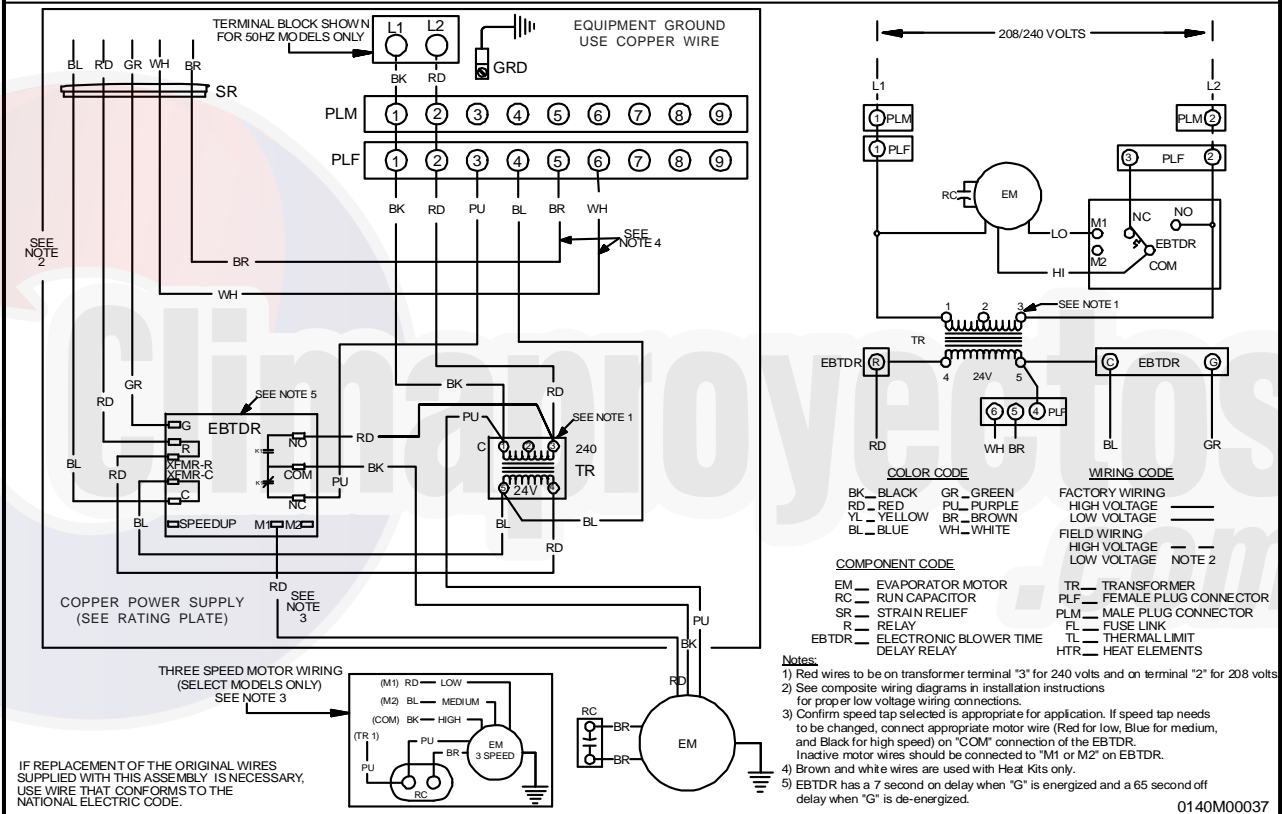 TERMINAL BLOCK SHOWN
FOR 50HZ MODELS ONLY
L1 L2
BK RD
GRD
EQUIPMENT GROUND
USE COPPER WIRE
BL RD GR WH BR
SR
PLM 1 2 3 4 5 6 7 8 9
PLF 1 2 3 4 5 6 7 8 9
BK RD PU BL BR WH
SEE
NOTE 4
SEE
NOTE
2
BR
WH
GR
RD
BL
RD
BL
SEE NOTE 5
EBTDR
G
R
XFMR-R
XFMR-C
C
SPEEDUP
M1 M2
NO
COM
NC
RD
BK
PU
BK
PU
RD
SEE NOTE 1
C 1 2 3 240
TR
5 24V 4
BL
BL
RD
RD
SEE
NOTE
3
COPPER POWER SUPPLY
(SEE RATING PLATE)
PU
BK
RD
THREE SPEED MOTOR WIRING
(SELECT MODELS ONLY)
SEE NOTE 3
(M1) RD LOW
(M2) BL MEDIUM
(COM) BK HIGH
(TR 1)
PU
PU
BR
EM
3 SPEED
RC
RC
BR
BR
EM
IF REPLACEMENT OF THE ORIGINAL WIRES
SUPPLIED WITH THIS ASSEMBLY IS NECESSARY,
USE WIRE THAT CONFORMS TO THE
NATIONAL ELECTRIC CODE.
208/240 VOLTS
L1 L2
1 PLM
PLM 2
1 PLF
3 PLF 2
RC
EM
LO
HI
M1
M2
NC
NO
EBTDR
COM
1 2 3
SEE NOTE 1
TR
EBTDR R
4 24V 5
C EBTDR G
6 5 4 PLF
RD
WH BR
BL
GR
COLOR CODE
BK BLACK GR GREEN
RD RED PU PURPLE
YL YELLOW BR BROWN
BL BLUE WH WHITE
WIRING CODE
FACTORY WIRING
HIGH VOLTAGE
LOW VOLTAGE
FIELD WIRING
HIGH VOLTAGE
LOW VOLTAGE NOTE 2
COMPONENT CODE
EM EVAPORATOR MOTOR
RC RUN CAPACITOR
SR STRAIN RELIEF
R RELAY
EBTDR ELECTRONIC BLOWER TIME
DELAY RELAY
TR TRANSFORMER
PLF FEMALE PLUG CONNECTOR
PLM MALE PLUG CONNECTOR
FL FUSE LINK
TL THERMAL LIMIT
HTR HEAT ELEMENTS
Notes:
1) Red wires to be on transformer terminal "3" for 240 volts and on terminal "2" for 208 volts
2) See composite wiring diagrams in installation instructions
for proper low voltage wiring connections.
3) Confirm speed tap selected is appropriate for application. If speed tap needs
to be changed, connect appropriate motor wire (Red for low, Blue for medium,
and Black for high speed) on "COM" connection of the EBTDR.
Inactive motor wires should be connected to "M1 or M2" on EBTDR.
4) Brown and white wires are used with Heat Kits only.
5) EBTDR has a 7 second on delay when "G" is energized and a 65 second off
delay when "G" is de-energized.
0140M00037
Climaproyectos
.com